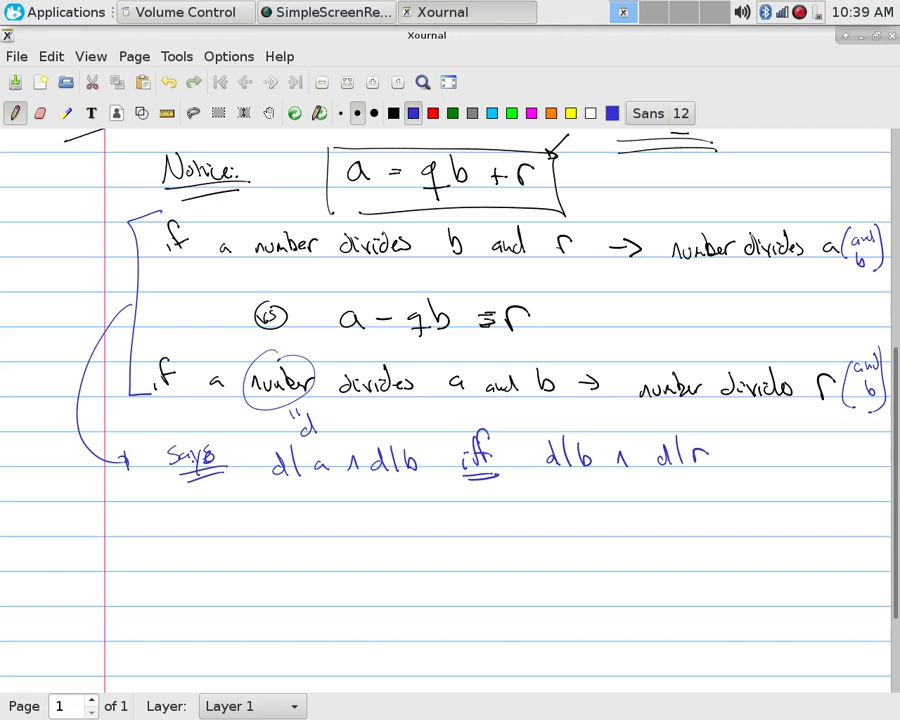 Applications Volume Control SimpleScreenRe... Xournal 10:39 AM
Xournal
File Edit View Page Tools Options Help
Sans 12
Notice: a = qb + r
if a number divides b and r → number divides a (and b)
vs a - qb = r
if a number divides a and b → number divides r (and b)
d
says d|a ∧ d|b iff d|b ∧ d|r
Page 1 of 1 Layer: Layer 1